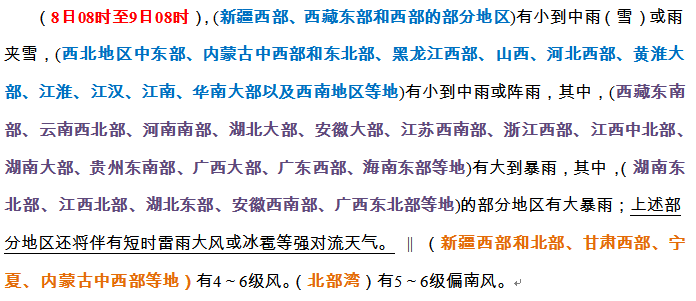 （8日08时至9日08时），(新疆西部、西藏东部和西部的部分地区)有小到中雨（雪）或雨
夹雪，(西北地区中东部、内蒙古中西部和东北部、黑龙江西部、山西、河北西部、黄淮大
部、江淮、江汉、江南、华南大部以及西南地区等地)有小到中雨或阵雨，其中，(西藏东南
部、云南西北部、河南南部、湖北大部、安徽大部、江苏西南部、浙江西部、江西中北部、
湖南大部、贵州东南部、广西大部、广东西部、海南东部等地)有大到暴雨，其中，（湖南东
北部、江西北部、湖北东部、安徽西南部、广西东北部等地)的部分地区有大暴雨；上述部
分地区还将伴有短时雷雨大风或冰雹等强对流天气。‖（新疆西部和北部、甘肃西部、宁
夏、内蒙古中西部等地）有4～6级风。（北部湾）有5～6级偏南风。